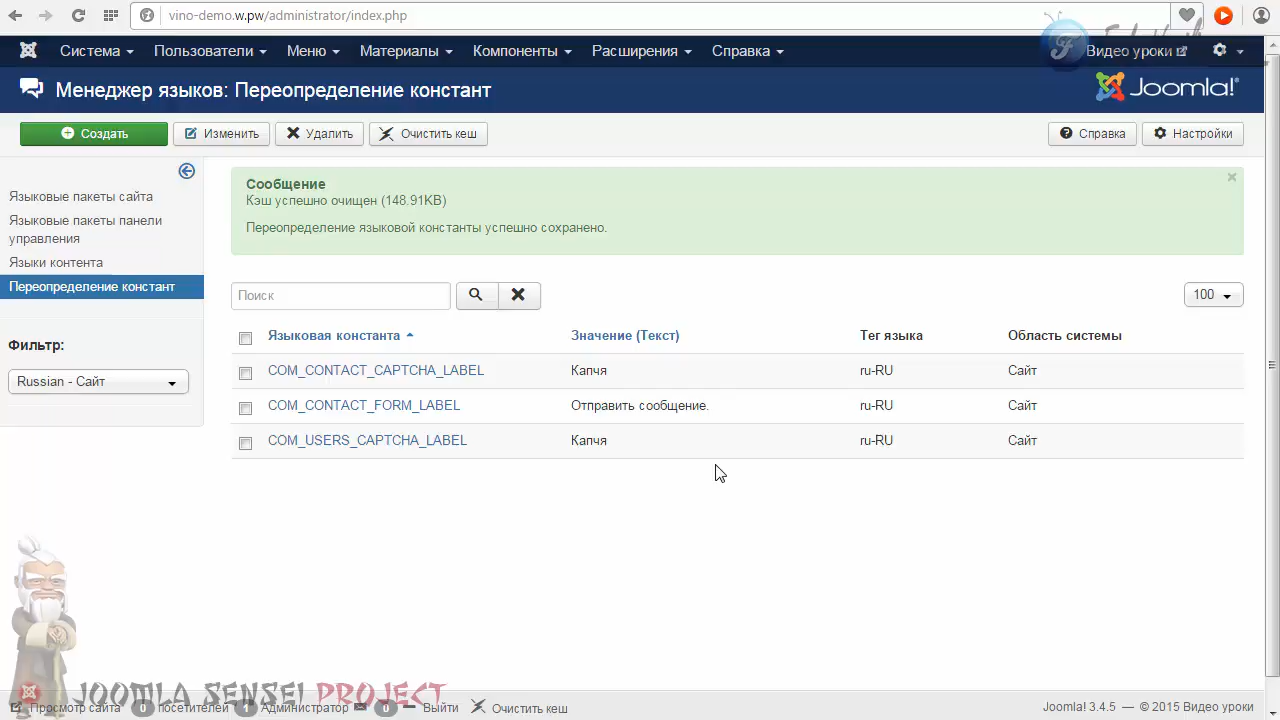 vino-demo.w.pw/administrator/index.php
Система Пользователи Меню Материалы Компоненты Расширения Справка Видео уроки
Менеджер языков: Переопределение констант
Joomla!
Создать Изменить Удалить Очистить кеш Справка Настройки
Языковые пакеты сайта
Языковые пакеты панели
управления
Языки контента
Переопределение констант
Фильтр:
Russian - Сайт
Сообщение
Кэш успешно очищен (148.91KB)
Переопределение языковой константы успешно сохранено.
Поиск
100
Языковая константа Значение (Текст) Тег языка Область системы
COM_CONTACT_CAPTCHA_LABEL Капчя ru-RU Сайт
COM_CONTACT_FORM_LABEL Отправить сообщение. ru-RU Сайт
COM_USERS_CAPTCHA_LABEL Капчя ru-RU Сайт
JOOMLA SENSEI PROJECT
Просмотр сайта 0 посетителей 1 Администратор 0 Выйти Очистить кеш
Joomla! 3.4.5 — © 2015 Видео уроки